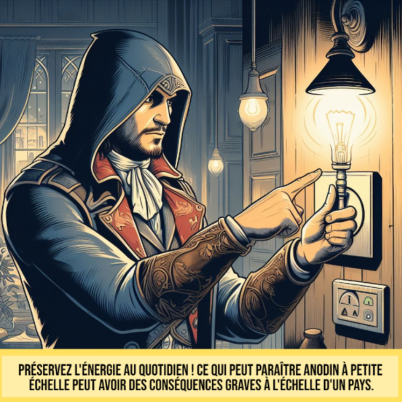 PRÉSERVEZ L'ÉNERGIE AU QUOTIDIEN ! CE QUI PEUT PARAÎTRE ANODIN À PETITE
ÉCHELLE PEUT AVOIR DES CONSÉQUENCES GRAVES À L'ÉCHELLE D'UN PAYS.